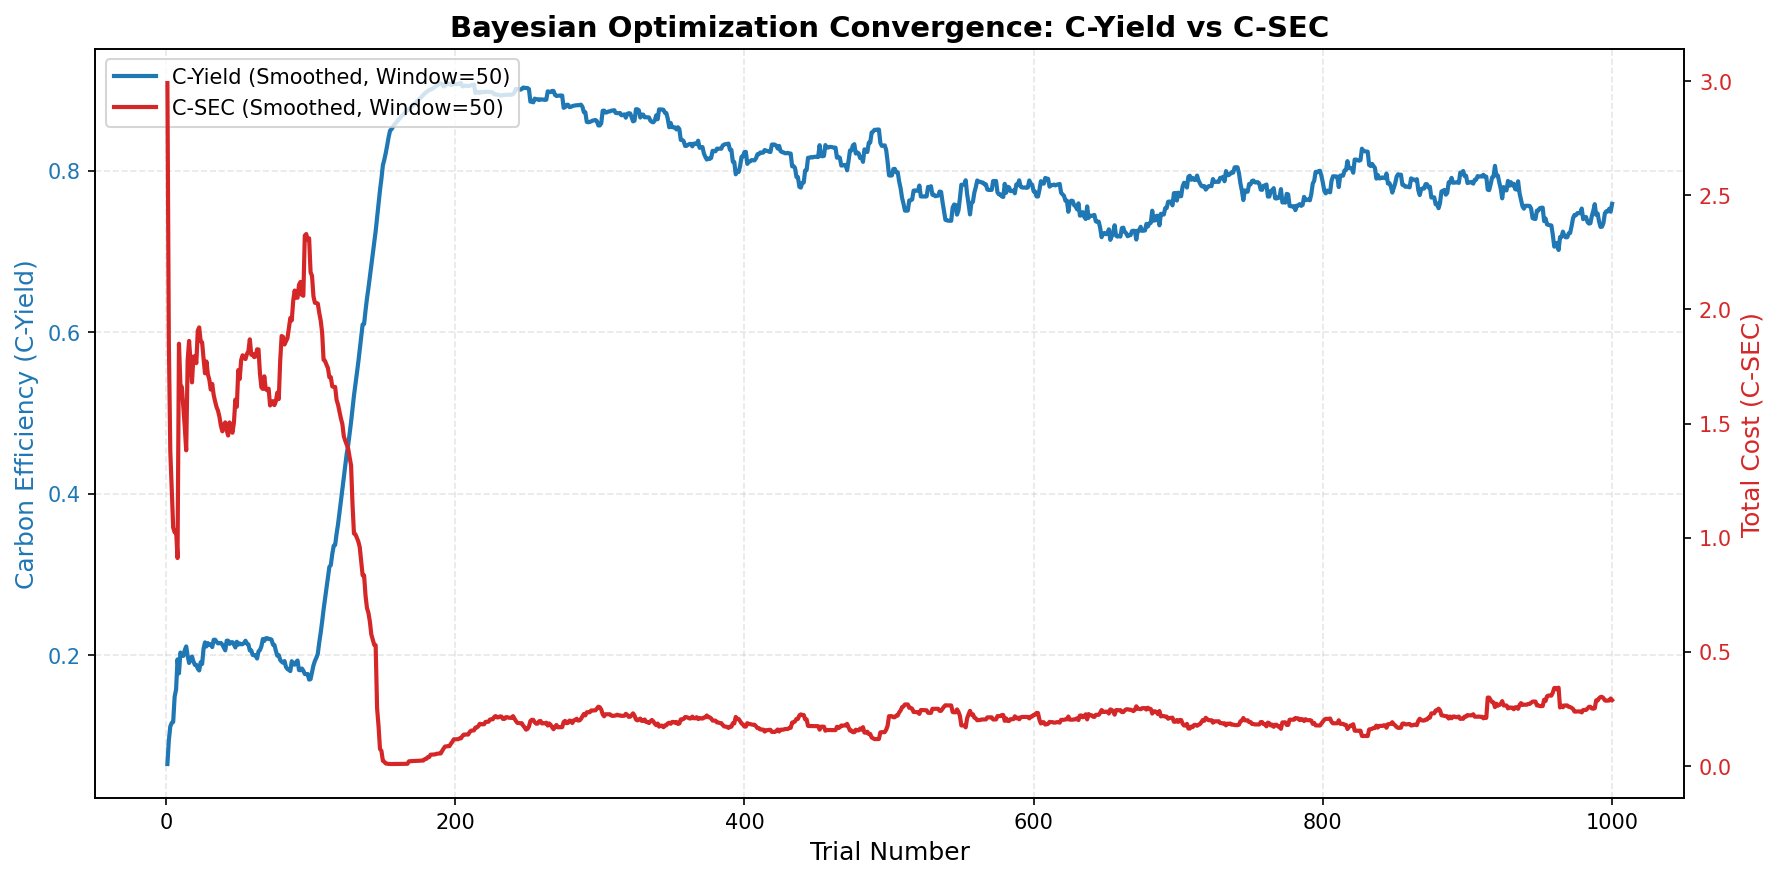 Bayesian Optimization Convergence: C-Yield vs C-SEC
C-Yield (Smoothed, Window=50)
C-SEC (Smoothed, Window=50)
Carbon Efficiency (C-Yield)
0.8
0.6
0.4
0.2
3.0
2.5
2.0
1.5
1.0
0.5
0.0
Total Cost (C-SEC)
0 200 400 600 800 1000
Trial Number